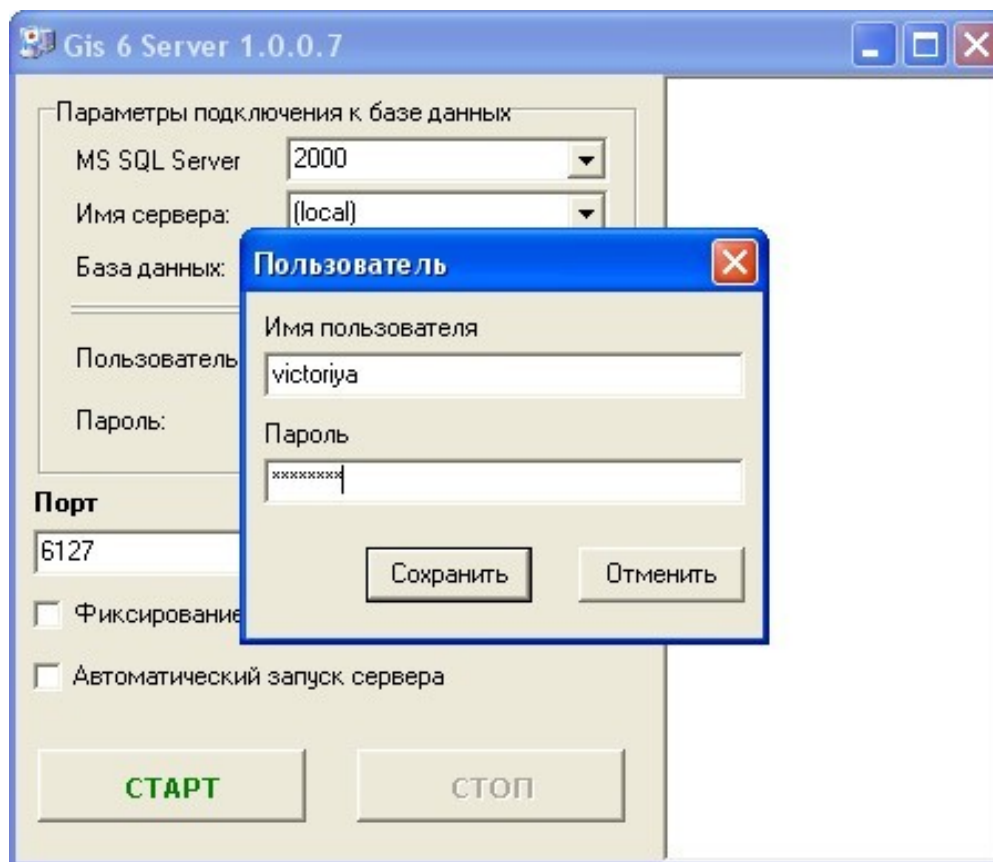 Gis 6 Server 1.0.0.7
Параметры подключения к базе данных
MS SQL Server
2000
Имя сервера:
(local)
База данных:
Пользователь
Пароль:
Пользователь
Имя пользователя
victoriya
Пароль
xxxxxxxx
Сохранить
Отменить
Порт
6127
Фиксирование
Автоматический запуск сервера
СТАРТ
СТОП